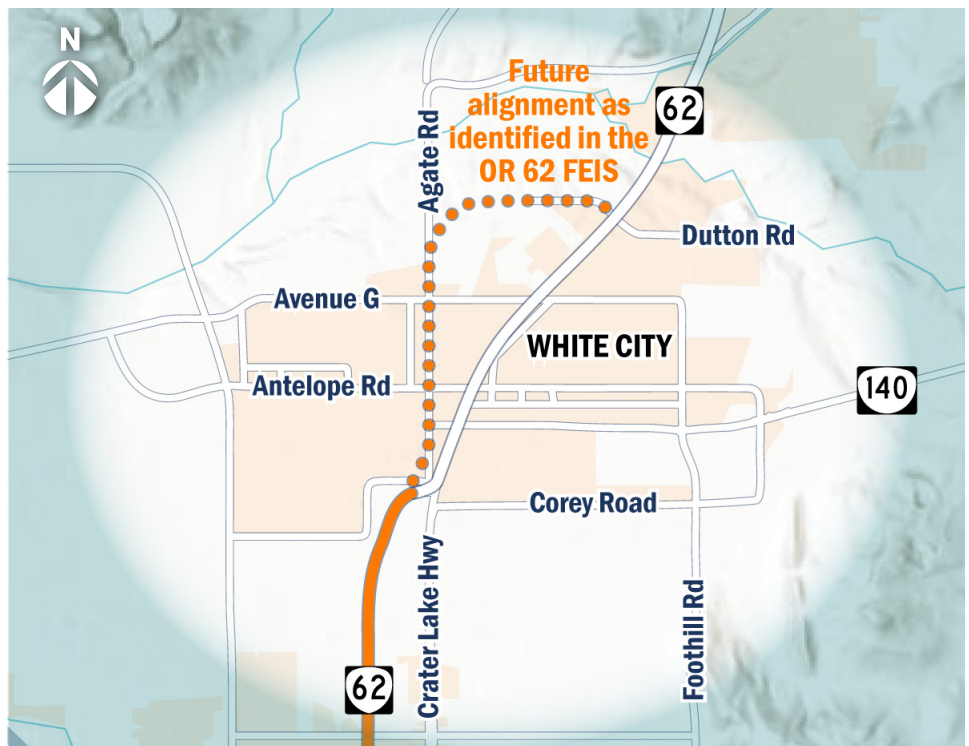 N
Future
alignment as
identified in the
OR 62 FEIS
62
Agate Rd
Dutton Rd
Avenue G
WHITE CITY
Antelope Rd
140
Corey Road
Crater Lake Hwy
Foothill Rd
62